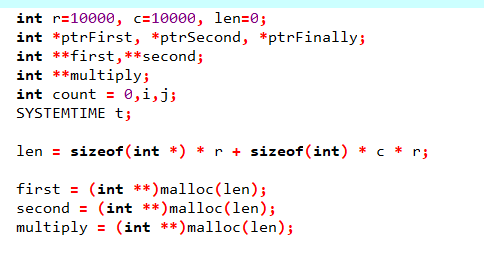 int r=10000, c=10000, len=0;
int *ptrFirst, *ptrSecond, *ptrFinally;
int **first,**second;
int **multiply;
int count = 0,i,j;
SYSTEMTIME t;
len = sizeof(int *) * r + sizeof(int) * c * r;
first = (int **)malloc(len);
second = (int **)malloc(len);
multiply = (int **)malloc(len);